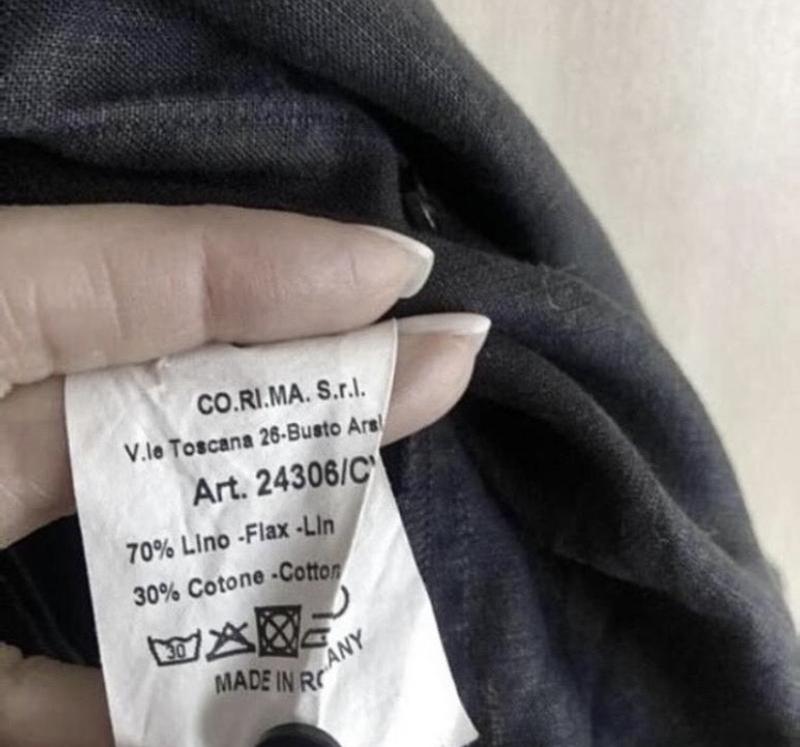 CO.RI.MA. S.r.l.
V.le Toscana 26-Busto Arsi
Art. 24306/C
70% Lino -Flax -Lin
30% Cotone -Cotton
30
MADE IN